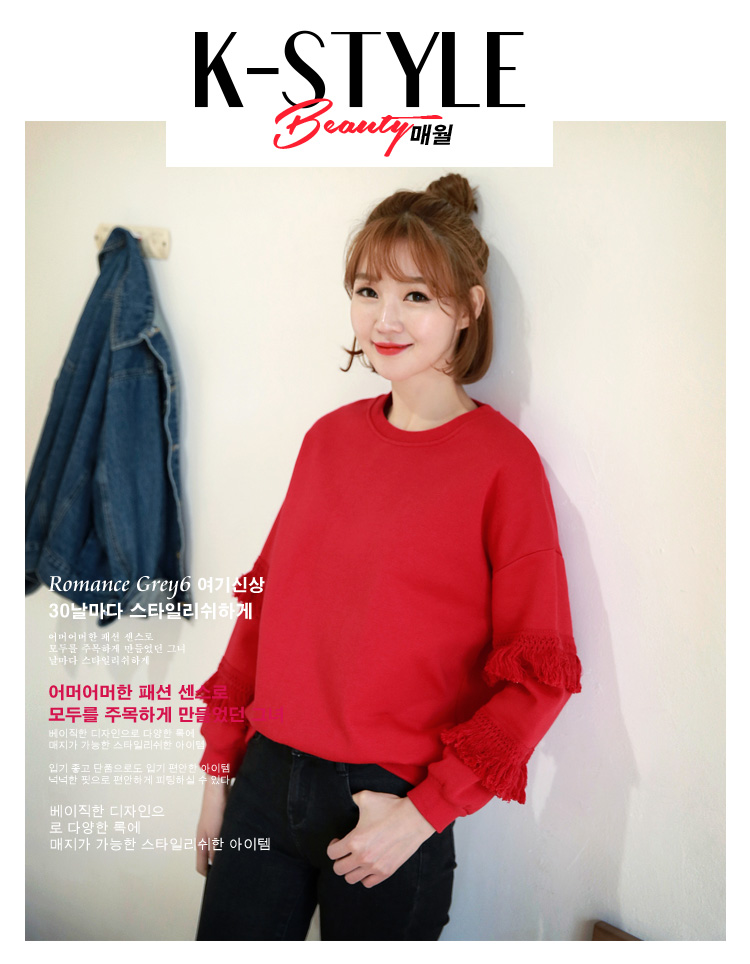 K-STYLE
Beauty매월
Romance Grey6 여기신상
30날마다 스타일리쉬하게
어머어머한 패션 센스로
모두를 주목하게 만들었던 그녀
날마다 스타일리쉬하게
어머어머한 패션 센스로
모두를 주목하게 만들었던 그녀
베이직한 디자인으로 다양한 룩에
매치가 가능한 스타일리쉬한 아이템
입기 좋고 단품으로도 입기 편안한 아이템
넉넉한 핏으로 편안하게 피팅하실 수 있다
베이직한 디자인으
로 다양한 룩에
매지가 가능한 스타일리쉬한 아이템